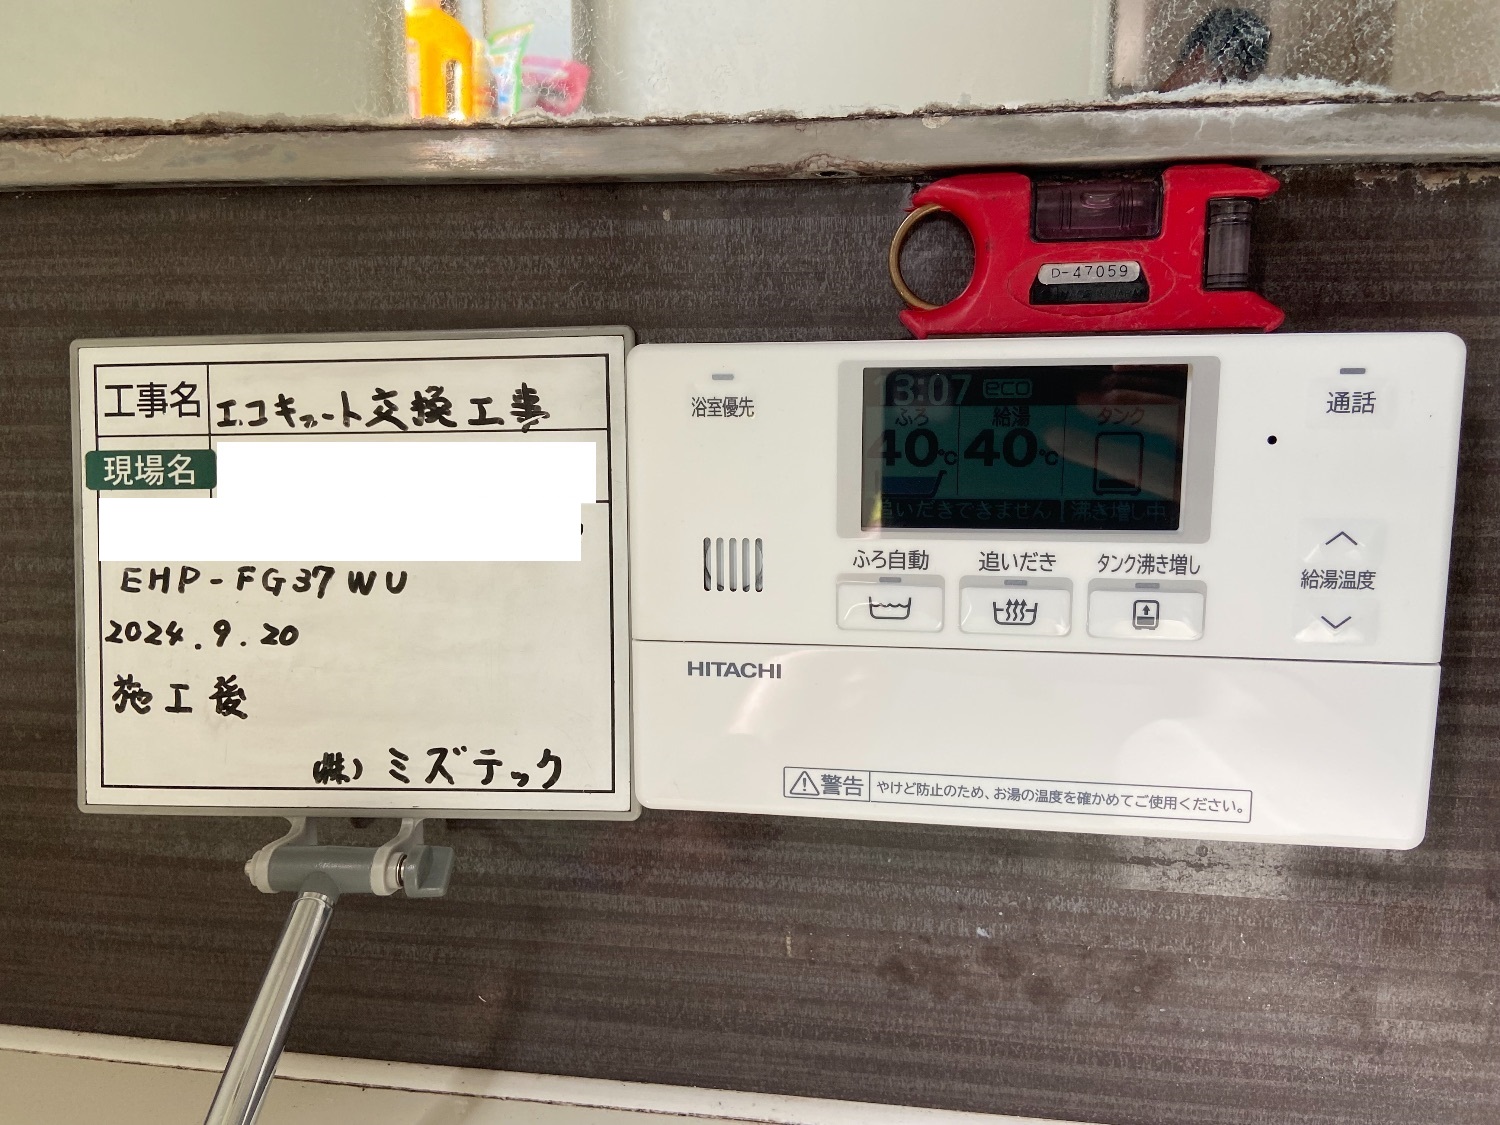 D-47059
工事名
エコキュート交換工事
現場名
EHP-FG37WU
2024.9.20
施工後
(株)ミズテック
浴室優先
13:07 eco
ふろ 給湯 タンク
40℃ 40℃
追いだきできません 沸き増し中
通話
ふろ自動 追いだき タンク沸き増し
給湯温度
HITACHI
警告 やけど防止のため、お湯の温度を確かめてご使用ください。